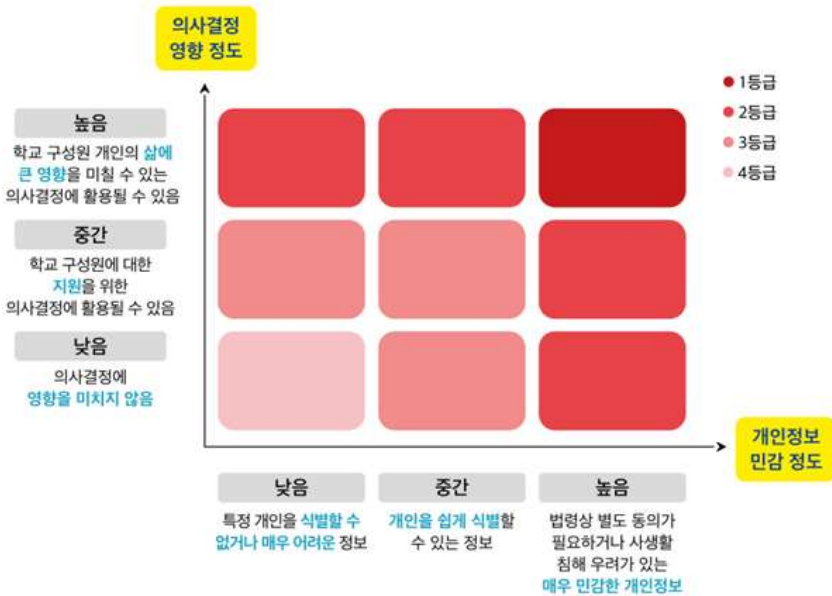 의사결정
영향 정도
1등급
2등급
3등급
4등급
높음
학교 구성원 개인의 삶에
큰 영향을 미칠 수 있는
의사결정에 활용될 수 있음
중간
학교 구성원에 대한
지원을 위한
의사결정에 활용될 수 있음
낮음
의사결정에
영향을 미치지 않음
개인정보
민감 정도
낮음
특정 개인을 식별할 수
없거나 매우 어려운 정보
중간
개인을 쉽게 식별할
수 있는 정보
높음
법령상 별도 동의가
필요하거나 사생활
침해 우려가 있는
매우 민감한 개인정보